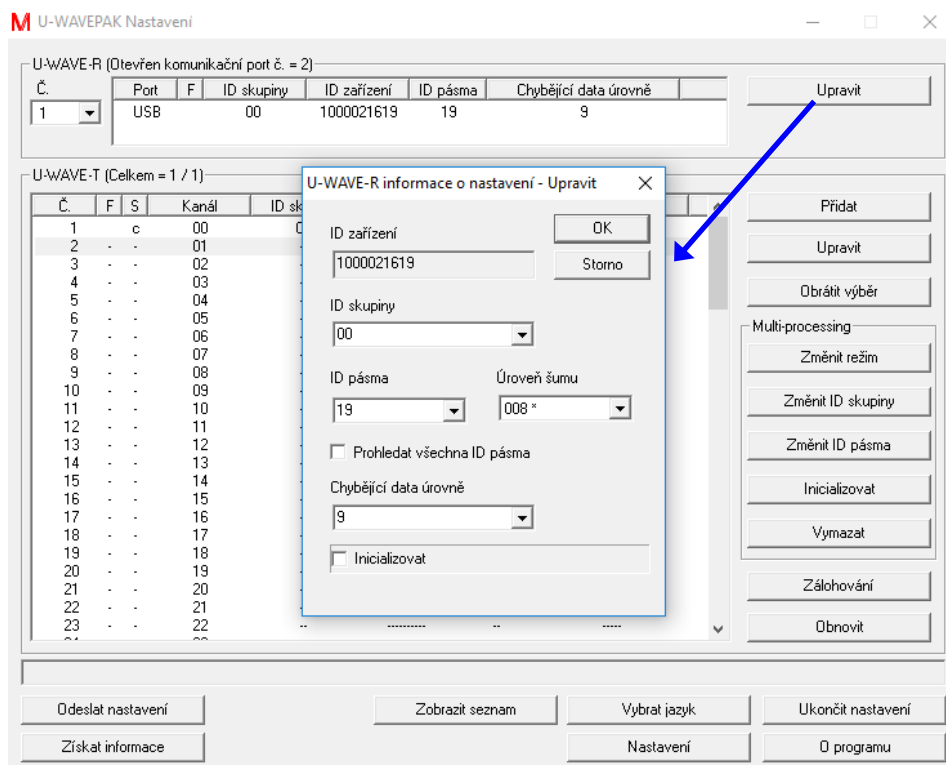 M U-WAVEPAK Nastavení
U-WAVE-R (Otevřen komunikační port č. = 2)
Č.
1
Port F ID skupiny ID zařízení ID pásma Chybějící data úrovně
USB 00 1000021619 19 9
Upravit
U-WAVE-T (Celkem = 1 / 1)
Č. F S Kanál ID sk
1 c 00
2 - - 01
3 - - 02
4 - - 03
5 - - 04
6 - - 05
7 - - 06
8 - - 07
9 - - 08
10 - - 09
11 - - 10
12 - - 11
13 - - 12
14 - - 13
15 - - 14
16 - - 15
17 - - 16
18 - - 17
19 - - 18
20 - - 19
21 - - 20
22 - - 21
23 - - 22 -- ---------- -- -----
U-WAVE-R informace o nastavení - Upravit
ID zařízení
1000021619
OK
Storno
ID skupiny
00
ID pásma Úroveň šumu
19 008 *
Prohledat všechna ID pásma
Chybějící data úrovně
9
Inicializovat
Přidat
Upravit
Obrátit výběr
Multi-processing
Změnit režim
Změnit ID skupiny
Změnit ID pásma
Inicializovat
Vymazat
Zálohování
Obnovit
Odeslat nastavení Zobrazit seznam Vybrat jazyk Ukončit nastavení
Získat informace Nastavení O programu